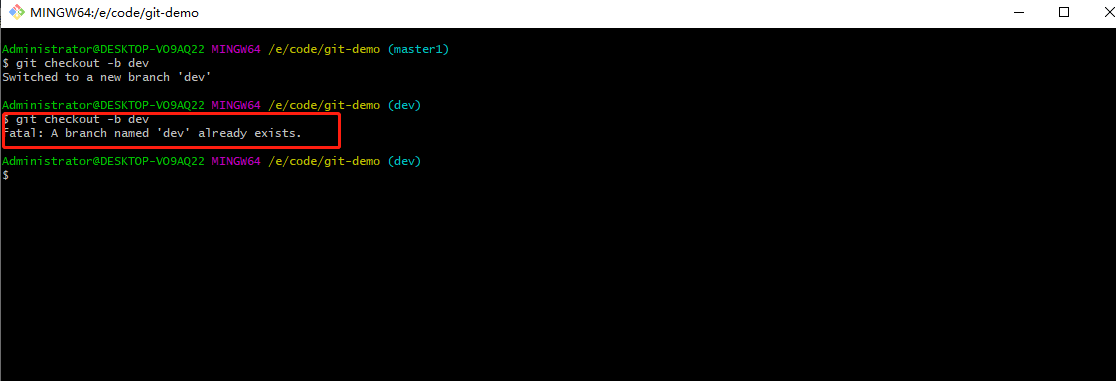 MINGW64:/e/code/git-demo
Administrator@DESKTOP-VO9AQ22 MINGW64 /e/code/git-demo (master1)
$ git checkout -b dev
Switched to a new branch 'dev'
Administrator@DESKTOP-VO9AQ22 MINGW64 /e/code/git-demo (dev)
$ git checkout -b dev
fatal: A branch named 'dev' already exists.
Administrator@DESKTOP-VO9AQ22 MINGW64 /e/code/git-demo (dev)
$